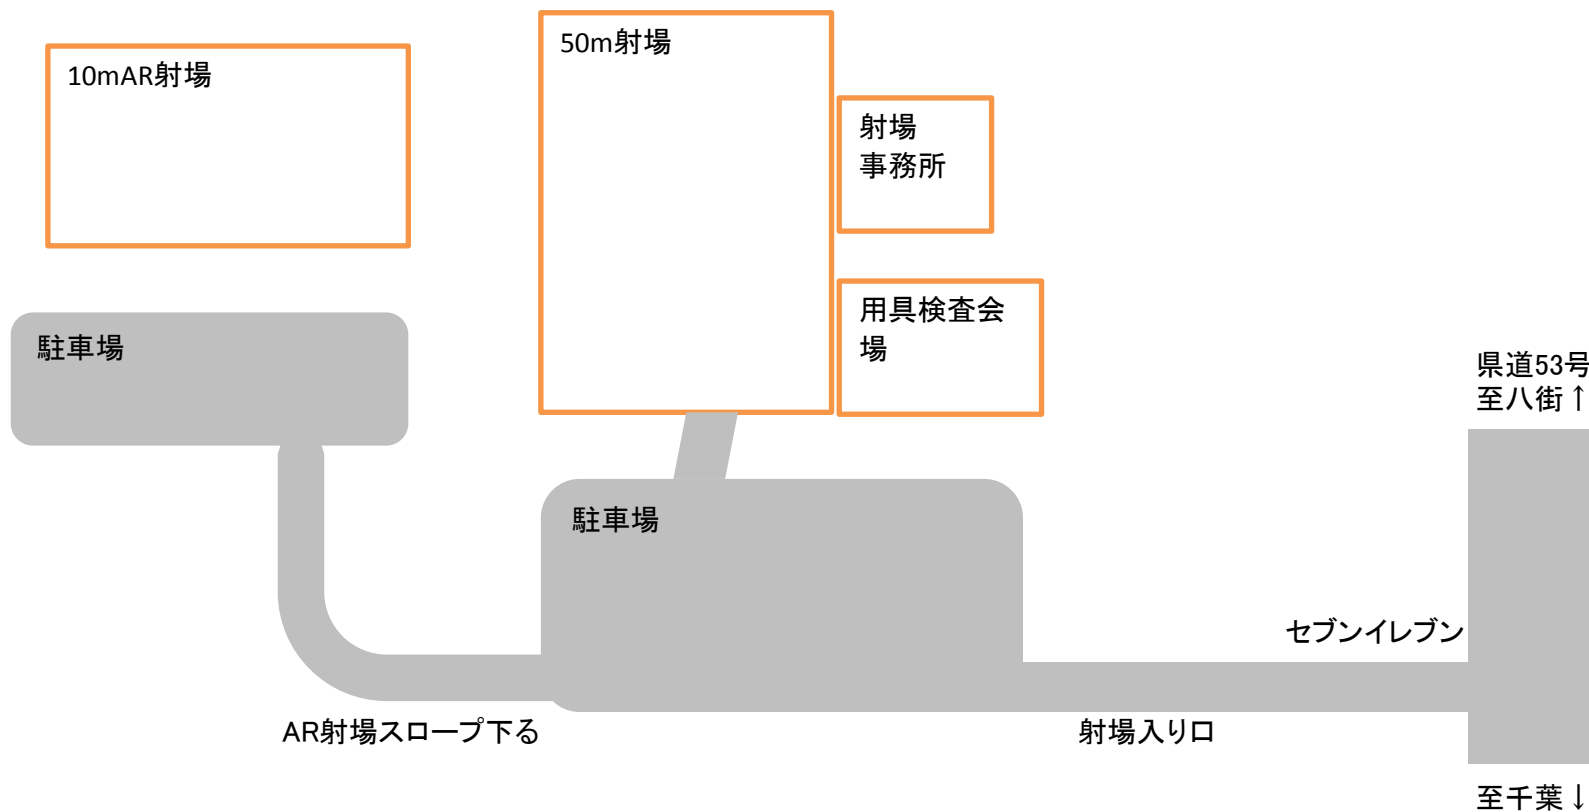 50m射場
10mAR射場
射場
事務所
用具検査会
場
駐車場
県道53号
至八街↑
駐車場
セブンイレブン
AR射場スロープ下る
射場入り口
至千葉↓